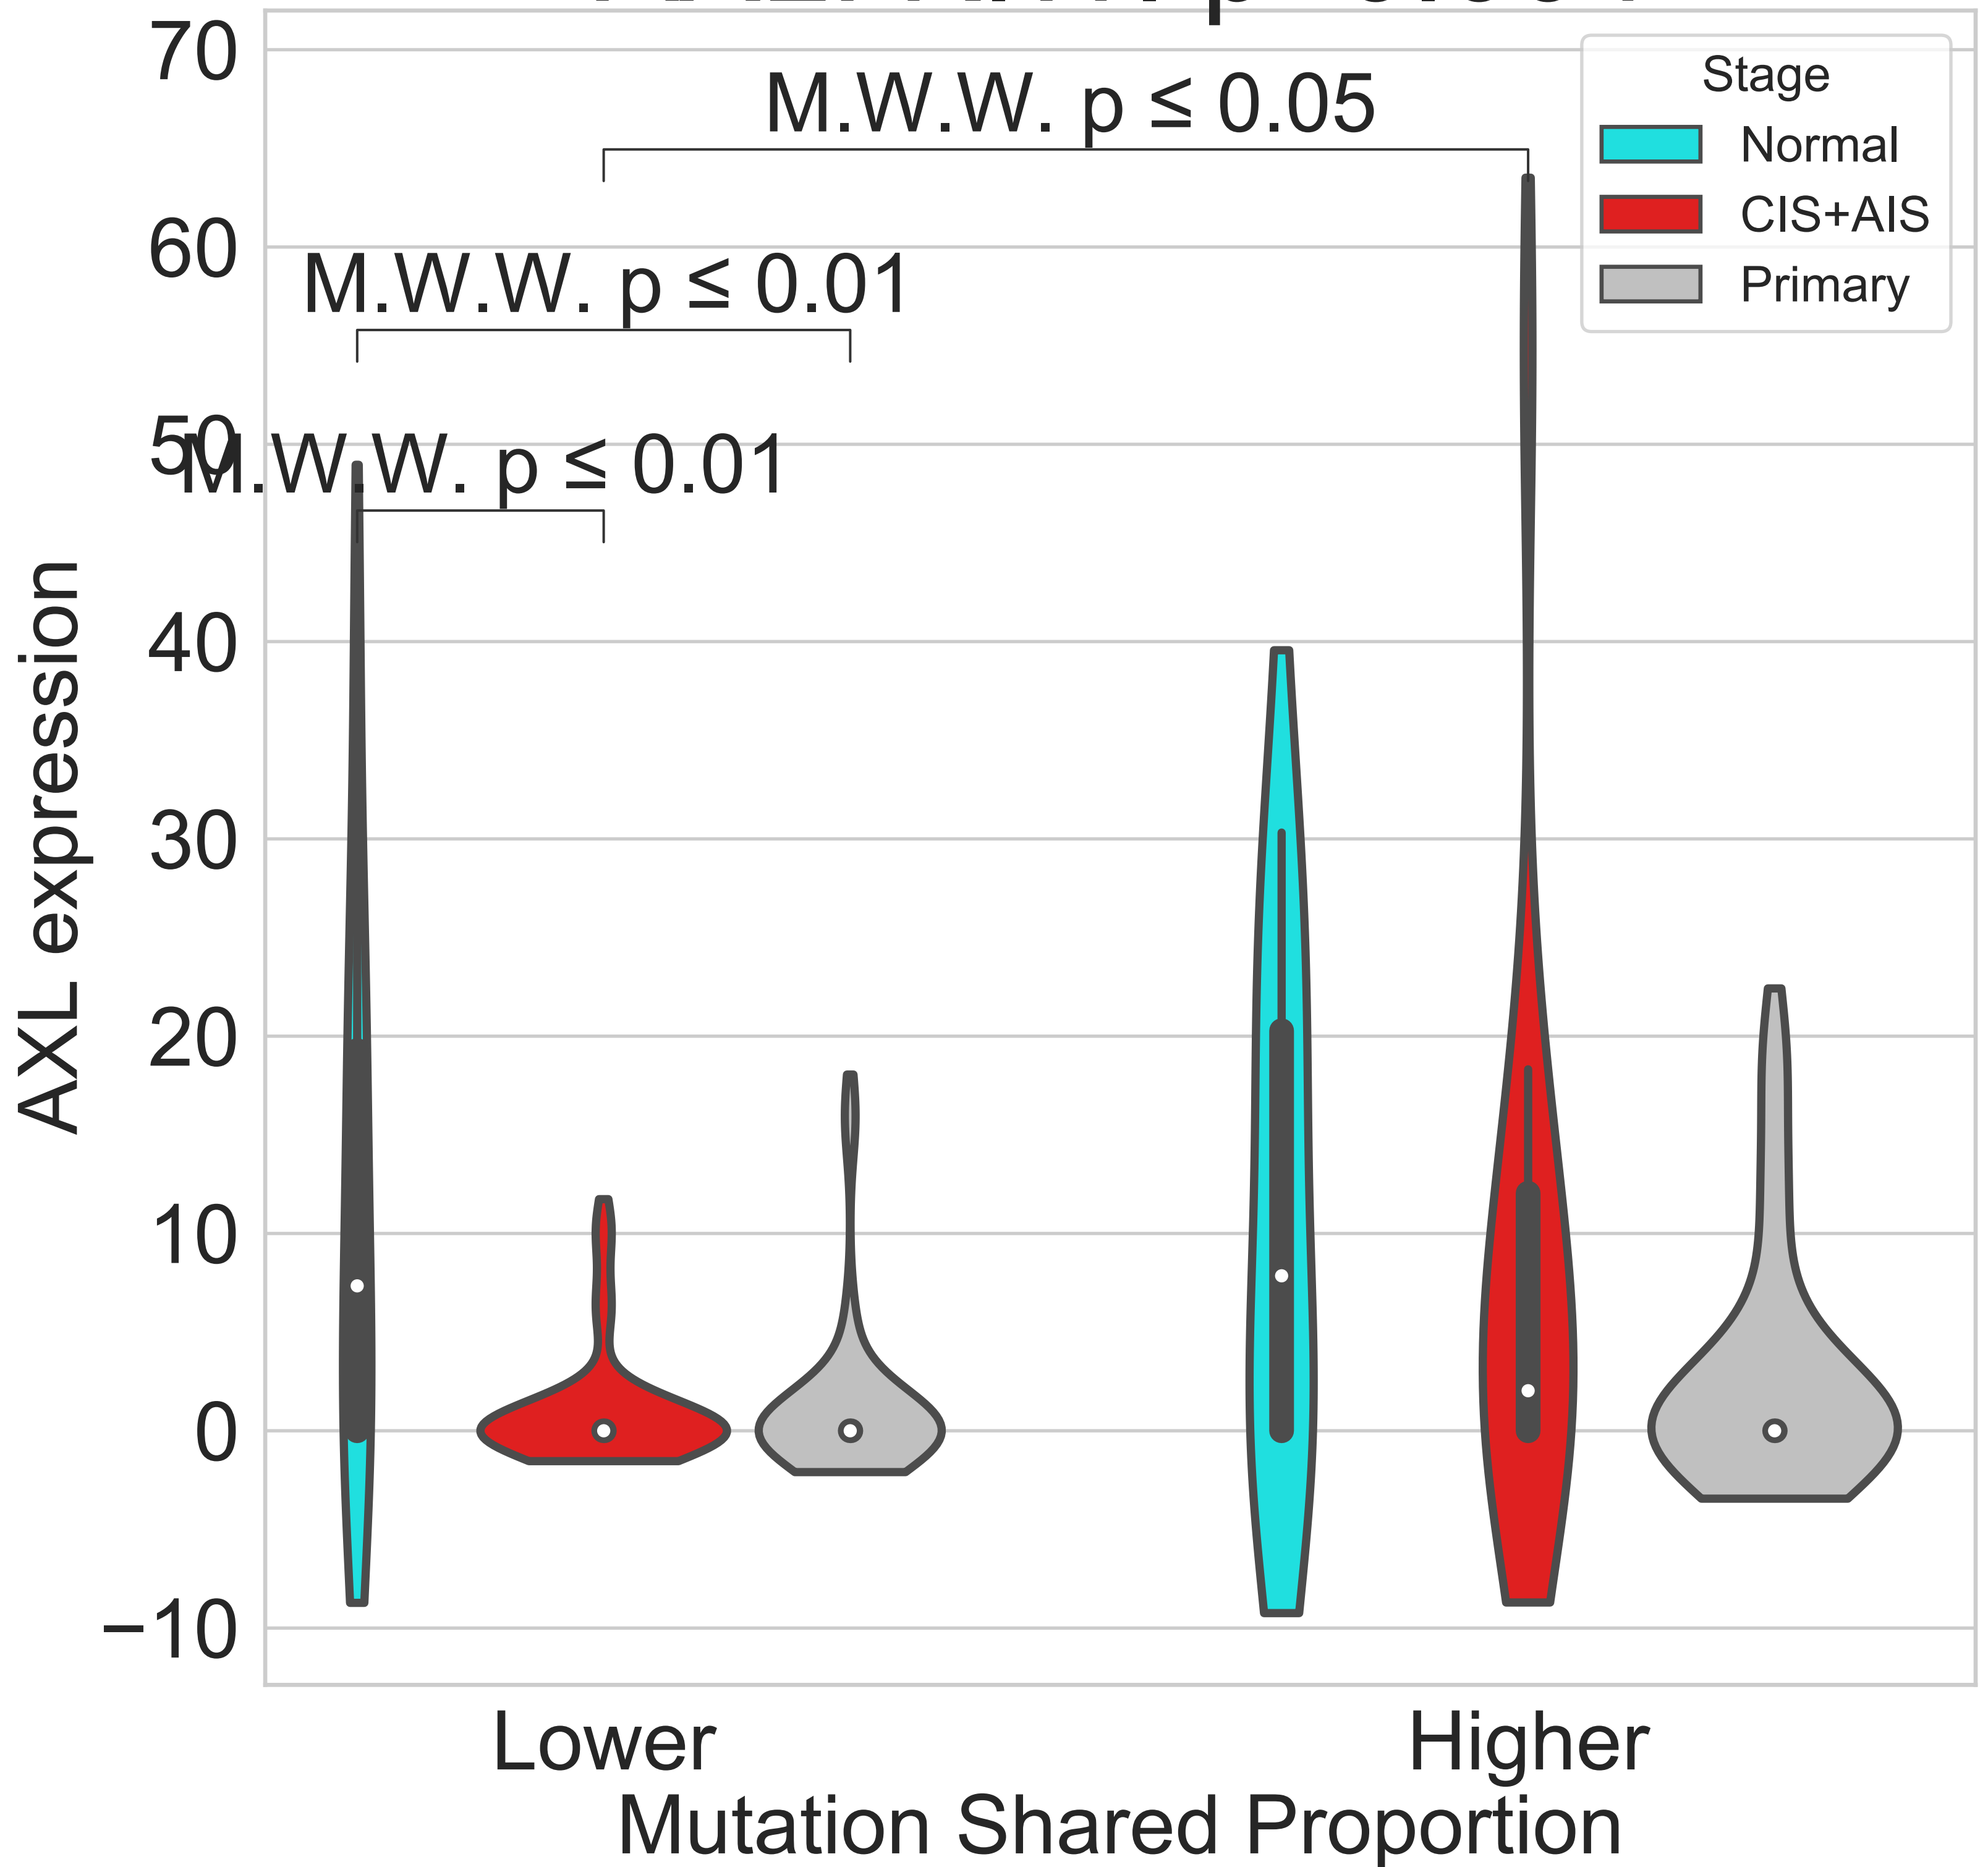 70
60
50
40
30
20
10
0
−10
AXL expression
M.W.W. p ≤ 0.05
M.W.W. p ≤ 0.01
M.W.W. p ≤ 0.01
Stage
Normal
CIS+AIS
Primary
Lower
Higher
Mutation Shared Proportion